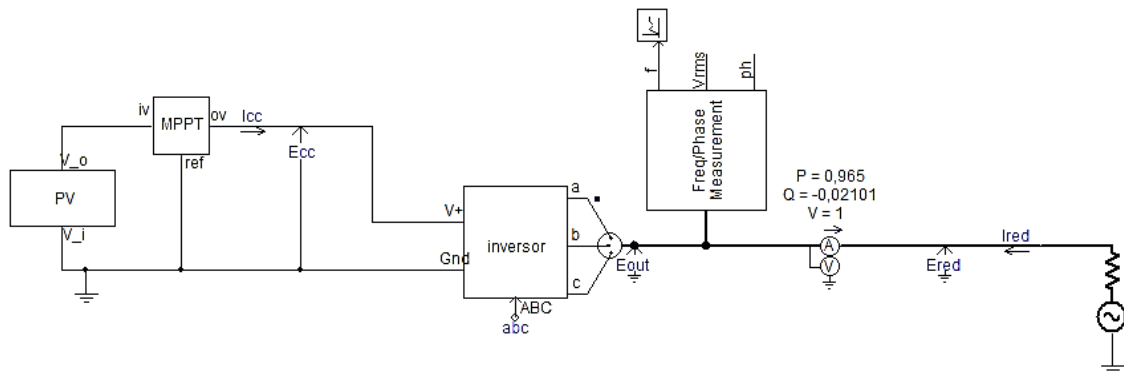 f
Vrms
ph
Freq/Phase
Measurement
iv
MPPT
ov
Icc
ref
Ecc
V_o
PV
V_i
V+
Gnd
inversor
a
b
c
ABC
abc
Eout
P = 0,965
Q = -0,02101
V = 1
A
V
Ered
Ired